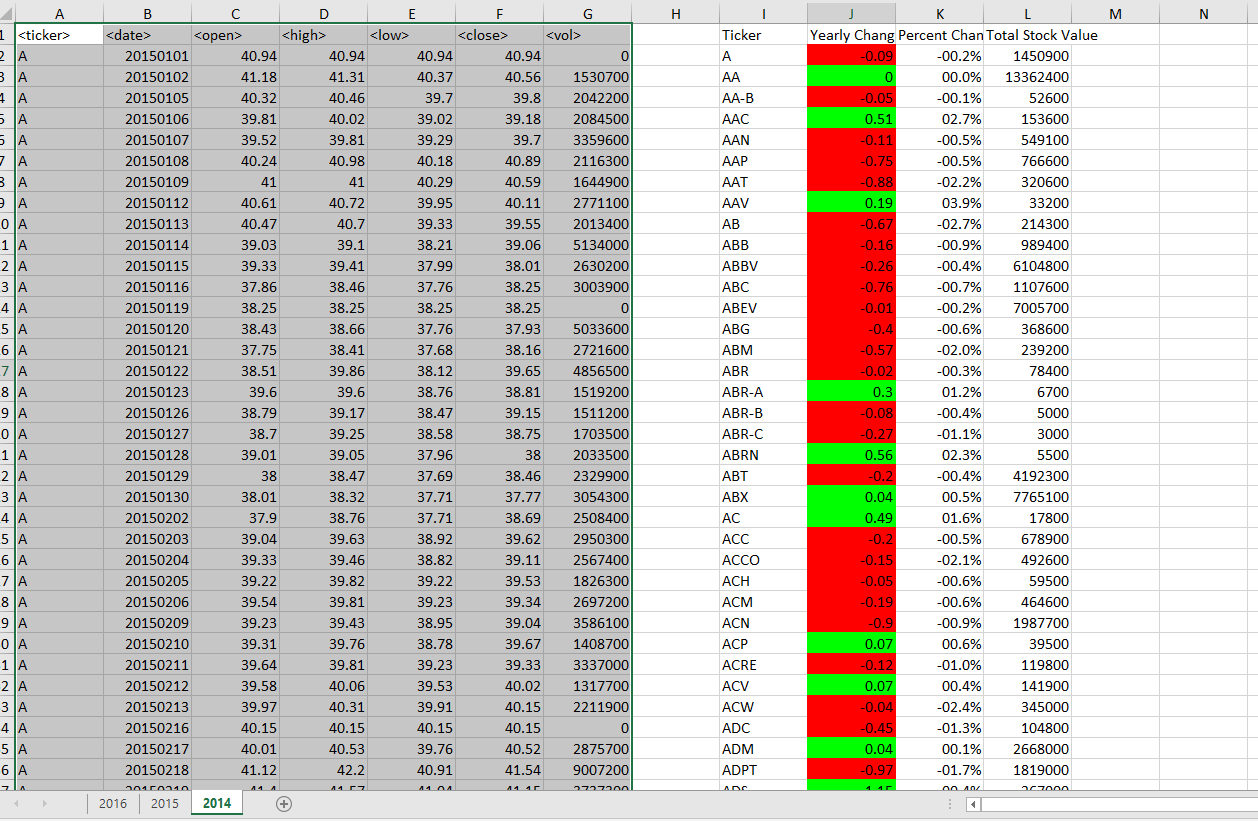 A B C D E F G H I J K L M N
1 <ticker> <date> <open> <high> <low> <close> <vol> Ticker Yearly Chang Percent Chan Total Stock Value
2 A 20150101 40.94 40.94 40.94 40.94 0 A -0.09 -00.2% 1450900
3 A 20150102 41.18 41.31 40.37 40.56 1530700 AA 0 00.0% 13362400
4 A 20150105 40.32 40.46 39.7 39.8 2042200 AA-B -0.05 -00.1% 52600
5 A 20150106 39.81 40.02 39.02 39.18 2084500 AAC 0.51 02.7% 153600
6 A 20150107 39.52 39.81 39.29 39.7 3359600 AAN -0.11 -00.5% 549100
7 A 20150108 40.24 40.98 40.18 40.89 2116300 AAP -0.75 -00.5% 766600
8 A 20150109 41 41 40.29 40.59 1644900 AAT -0.88 -02.2% 320600
9 A 20150112 40.61 40.72 39.95 40.11 2771100 AAV 0.19 03.9% 33200
0 A 20150113 40.47 40.7 39.33 39.55 2013400 AB -0.67 -02.7% 214300
1 A 20150114 39.03 39.1 38.21 39.06 5134000 ABB -0.16 -00.9% 989400
2 A 20150115 39.33 39.41 37.99 38.01 2630200 ABBV -0.26 -00.4% 6104800
3 A 20150116 37.86 38.46 37.76 38.25 3003900 ABC -0.76 -00.7% 1107600
4 A 20150119 38.25 38.25 38.25 38.25 0 ABEV -0.01 -00.2% 7005700
5 A 20150120 38.43 38.66 37.76 37.93 5033600 ABG -0.4 -00.6% 368600
6 A 20150121 37.75 38.41 37.68 38.16 2721600 ABM -0.57 -02.0% 239200
7 A 20150122 38.51 39.86 38.12 39.65 4856500 ABR -0.02 -00.3% 78400
8 A 20150123 39.6 39.6 38.76 38.81 1519200 ABR-A 0.3 01.2% 6700
9 A 20150126 38.79 39.17 38.47 39.15 1511200 ABR-B -0.08 -00.4% 5000
0 A 20150127 38.7 39.25 38.58 38.75 1703500 ABR-C -0.27 -01.1% 3000
1 A 20150128 39.01 39.05 37.96 38 2033500 ABRN 0.56 02.3% 5500
2 A 20150129 38 38.47 37.69 38.46 2329900 ABT -0.2 -00.4% 4192300
3 A 20150130 38.01 38.32 37.71 37.77 3054300 ABX 0.04 00.5% 7765100
4 A 20150202 37.9 38.76 37.71 38.69 2508400 AC 0.49 01.6% 17800
5 A 20150203 39.04 39.63 38.92 39.62 2950300 ACC -0.2 -00.5% 678900
6 A 20150204 39.33 39.46 38.82 39.11 2567400 ACCO -0.15 -02.1% 492600
7 A 20150205 39.22 39.82 39.22 39.53 1826300 ACH -0.05 -00.6% 59500
8 A 20150206 39.54 39.81 39.23 39.34 2697200 ACM -0.19 -00.6% 464600
9 A 20150209 39.23 39.43 38.95 39.04 3586100 ACN -0.9 -00.9% 1987700
0 A 20150210 39.31 39.76 38.78 39.67 1408700 ACP 0.07 00.6% 39500
1 A 20150211 39.64 39.81 39.23 39.33 3337000 ACRE -0.12 -01.0% 119800
2 A 20150212 39.58 40.06 39.53 40.02 1317700 ACV 0.07 00.4% 141900
3 A 20150213 39.97 40.31 39.91 40.15 2211900 ACW -0.04 -02.4% 345000
4 A 20150216 40.15 40.15 40.15 40.15 0 ADC -0.45 -01.3% 104800
5 A 20150217 40.01 40.53 39.76 40.52 2875700 ADM 0.04 00.1% 2668000
6 A 20150218 41.12 42.2 40.91 41.54 9007200 ADPT -0.97 -01.7% 1819000
2016 2015 2014